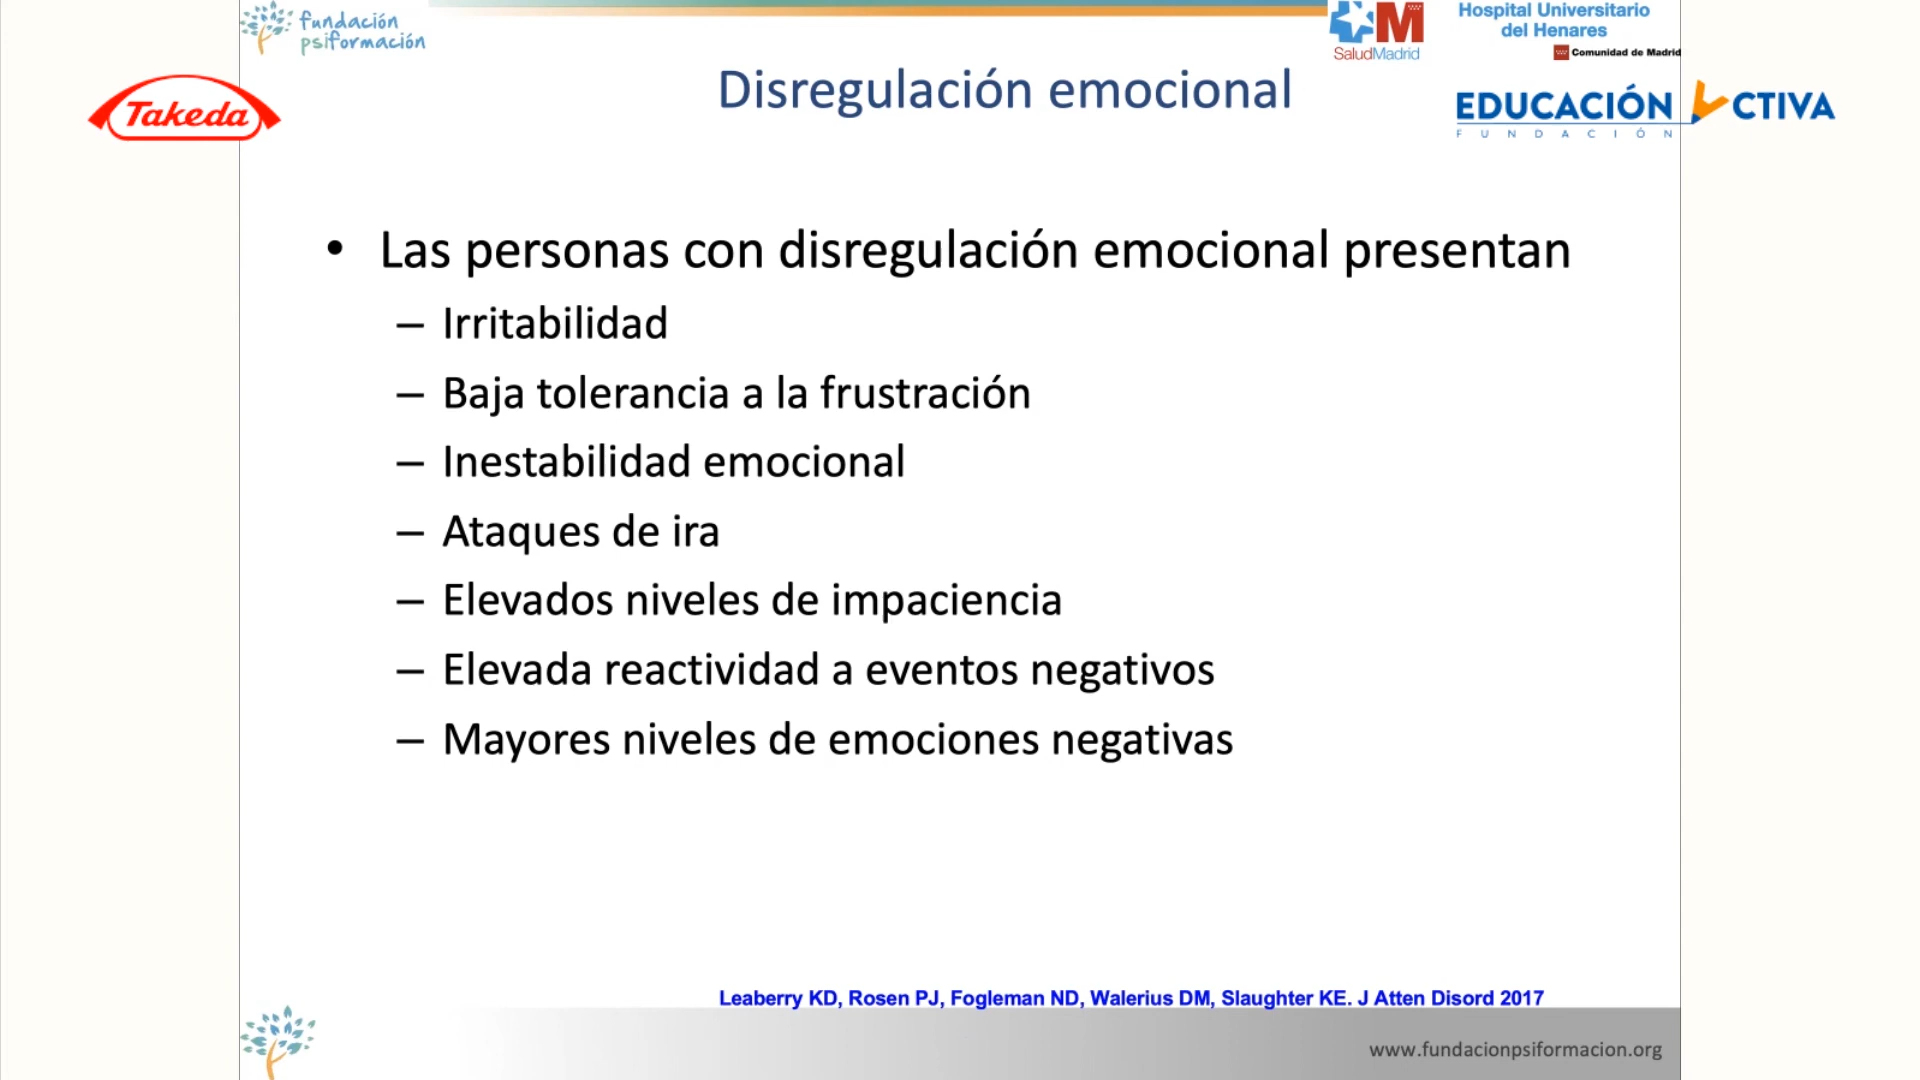 fundación
psiformación
SaludMadrid
Hospital Universitario
del Henares
Comunidad de Madrid
Takeda
Disregulación emocional
EDUCACIÓN ACTIVA
FUNDACIÓN
• Las personas con disregulación emocional presentan
– Irritabilidad
– Baja tolerancia a la frustración
– Inestabilidad emocional
– Ataques de ira
– Elevados niveles de impaciencia
– Elevada reactividad a eventos negativos
– Mayores niveles de emociones negativas
Leaberry KD, Rosen PJ, Fogleman ND, Walerius DM, Slaughter KE. J Atten Disord 2017
www.fundacionpsiformacion.org